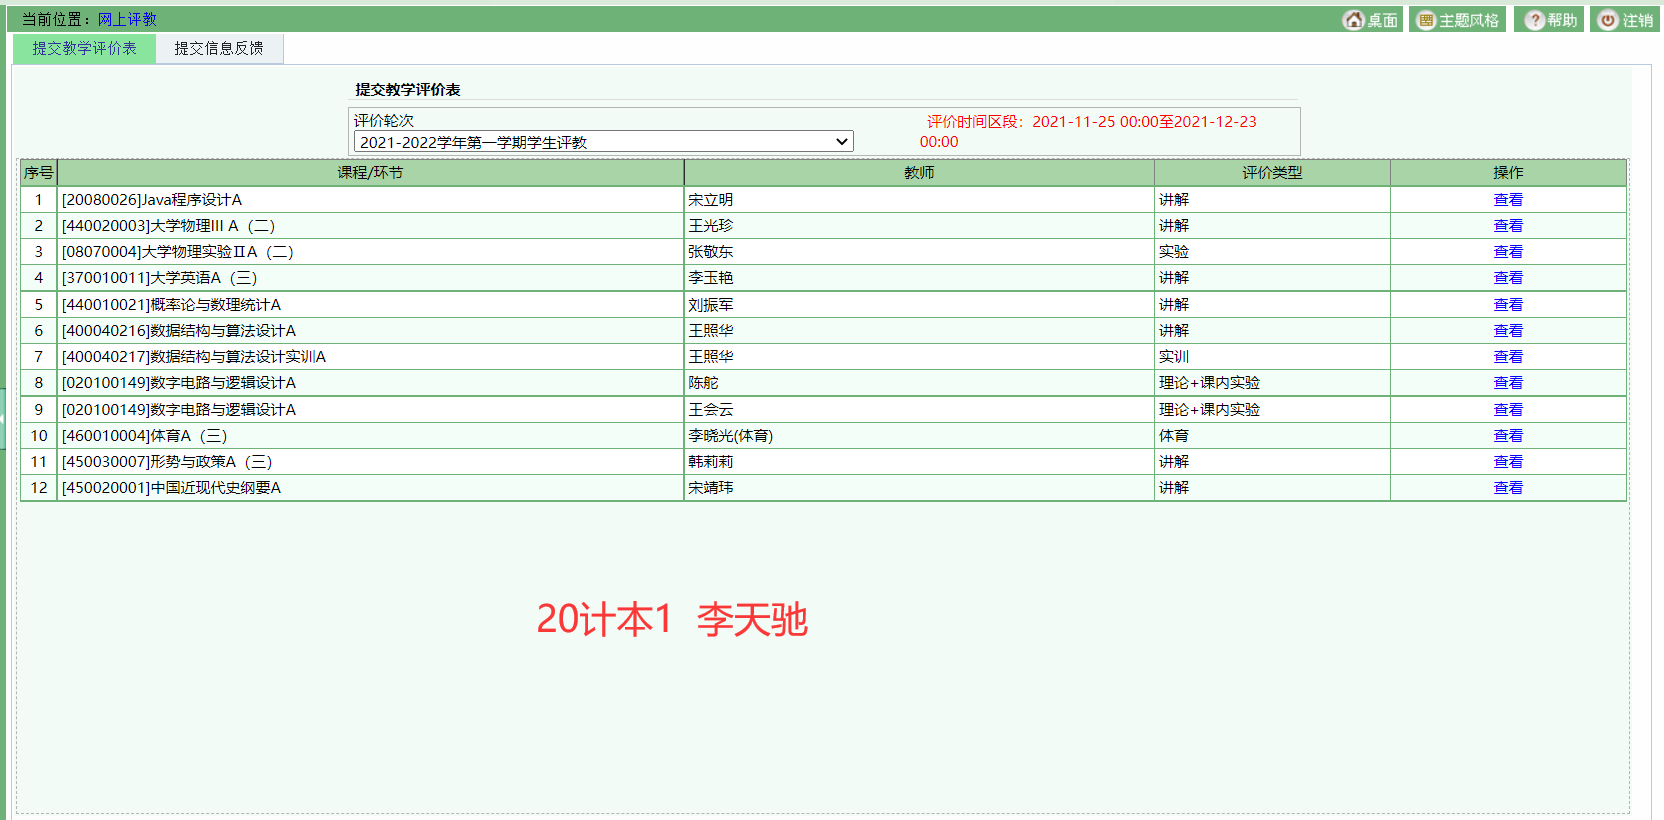 当前位置：网上评教 桌面 主题风格 帮助 注销
提交教学评价表 提交信息反馈
提交教学评价表
评价轮次
2021-2022学年第一学期学生评教
评价时间区段：2021-11-25 00:00至2021-12-23
00:00
序号 课程/环节 教师 评价类型 操作
1 [20080026]Java程序设计A 宋立明 讲解 查看
2 [440020003]大学物理III A（二） 王光珍 讲解 查看
3 [08070004]大学物理实验ⅡA（二） 张敬东 实验 查看
4 [370010011]大学英语A（三） 李玉艳 讲解 查看
5 [440010021]概率论与数理统计A 刘振军 讲解 查看
6 [400040216]数据结构与算法设计A 王照华 讲解 查看
7 [400040217]数据结构与算法设计实训A 王照华 实训 查看
8 [020100149]数字电路与逻辑设计A 陈舵 理论+课内实验 查看
9 [020100149]数字电路与逻辑设计A 王会云 理论+课内实验 查看
10 [460010004]体育A（三） 李晓光(体育) 体育 查看
11 [450030007]形势与政策A（三） 韩莉莉 讲解 查看
12 [450020001]中国近现代史纲要A 宋靖玮 讲解 查看
20计本1 李天驰